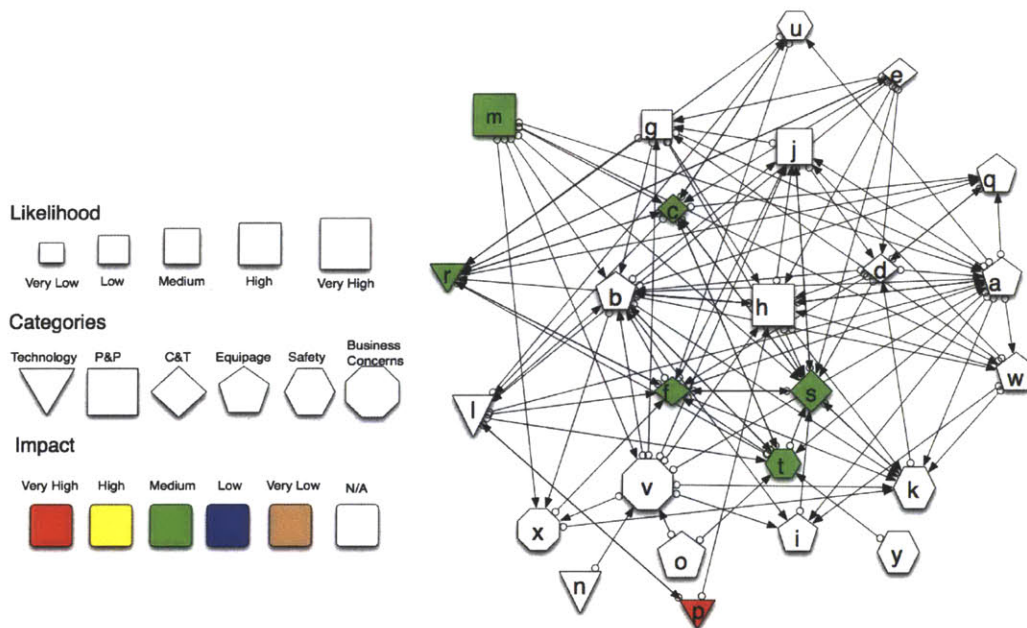 Likelihood
Very Low Low Medium High Very High
Categories
Technology P&P C&T Equipage Safety Business Concerns
Impact
Very High High Medium Low Very Low N/A
u
e
m
g
j
q
c
r
d
a
b
h
w
f
s
l
t
k
v
x
i
y
o
n
p